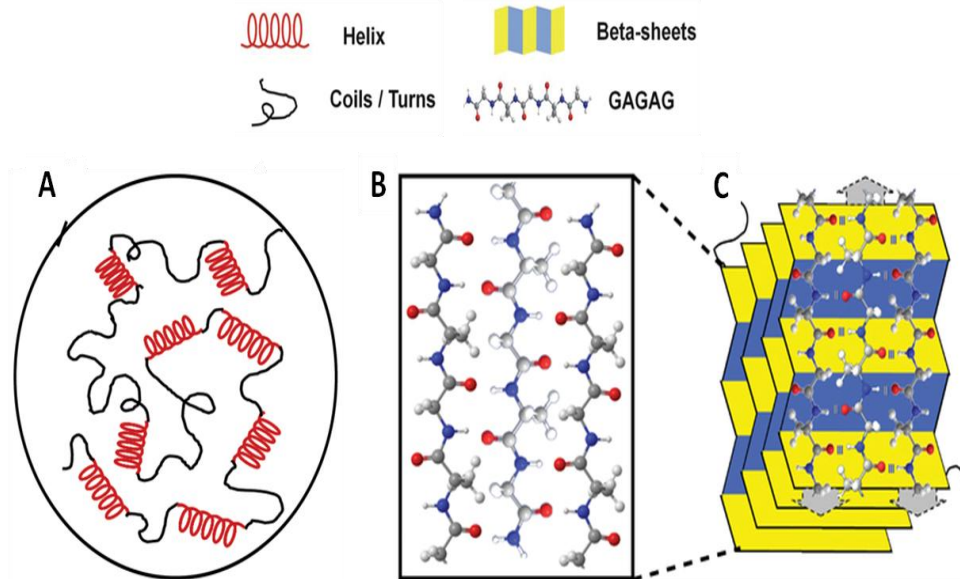 Helix
Beta-sheets
Coils / Turns
GAGAG
A
B
C